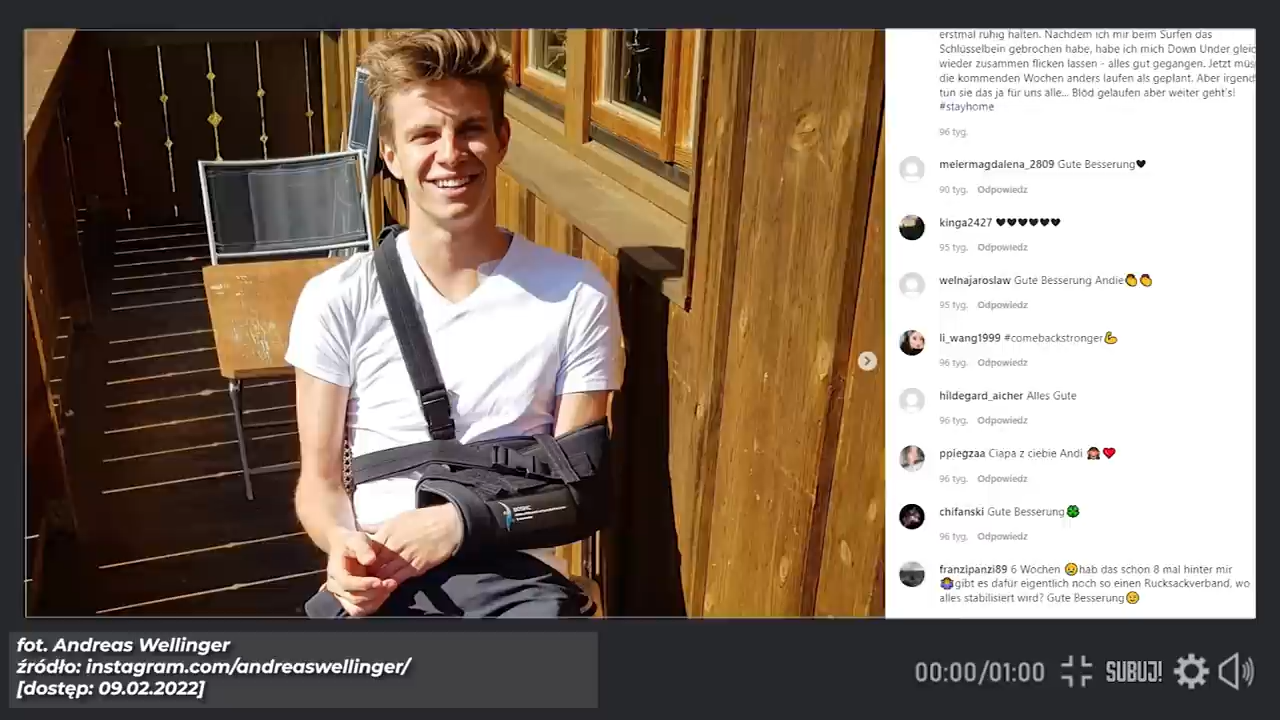 erstmal ruhig halten. Nachdem ich mir beim Surfen das
Schlüsselbein gebrochen habe, habe ich mich Down Under gleic
wieder zusammen flicken lassen - alles gut gegangen. Jetzt müs
die kommenden Wochen anders laufen als geplant. Aber irgend
tun sie das ja für uns alle... Blöd gelaufen aber weiter geht's!
#stayhome
96 tyg.
meiermagdalena_2809 Gute Besserung🖤
90 tyg. Odpowiedz
kinga2427 🖤🖤🖤🖤🖤🖤
95 tyg. Odpowiedz
welnajaroslaw Gute Besserung Andie👏👏
95 tyg. Odpowiedz
li_wang1999 #comebackstronger💪
96 tyg. Odpowiedz
hildegard_aicher Alles Gute
96 tyg. Odpowiedz
ppiegzaa Ciapa z ciebie Andi 🤦❤️
96 tyg. Odpowiedz
chifanski Gute Besserung🍀
96 tyg. Odpowiedz
franzipanzi89 6 Wochen 😥hab das schon 8 mal hinter mir
🤷‍♀️gibt es dafür eigentlich noch so einen Rucksackverband, wo
alles stabilisiert wird? Gute Besserung😉
fot. Andreas Wellinger
źródło: instagram.com/andreaswellinger/
[dostęp: 09.02.2022]
00:00/01:00 SUBUJ!